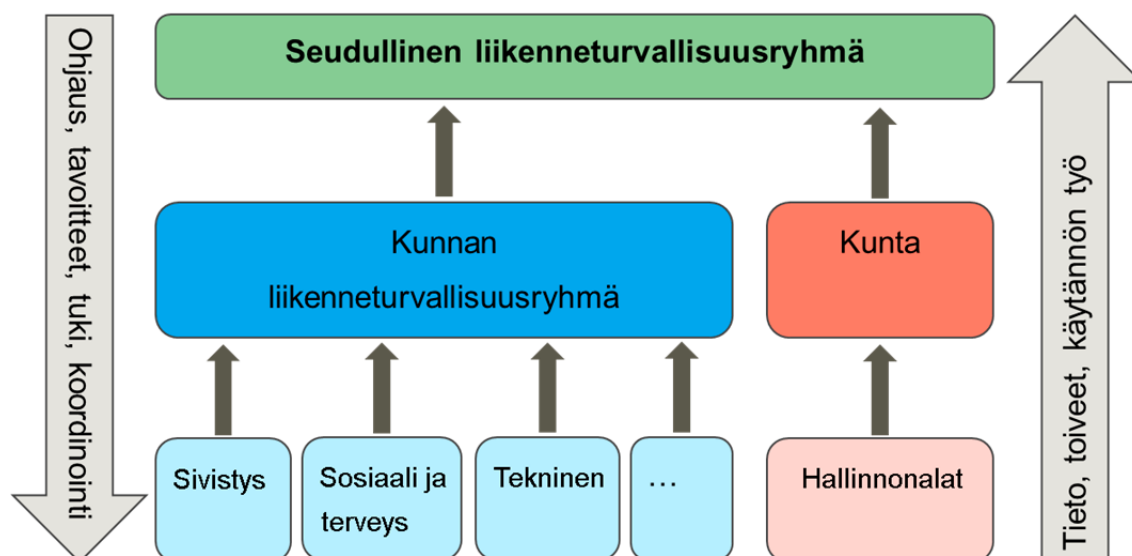 Seudullinen liikenneturvallisuusryhmä
Ohjaus, tavoitteet, tuki, koordinointi
Kunnan
liikenneturvallisuusryhmä
Kunta
Sivistys
Sosiaali ja
terveys
Tekninen
...
Hallinnonalat
Tieto, toiveet, käytännön työ